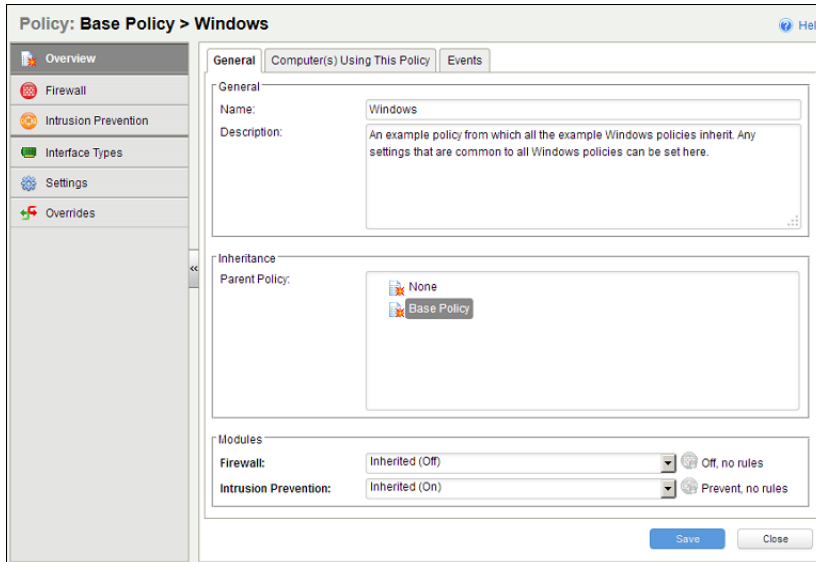 Policy: Base Policy > Windows
Hel
Overview
Firewall
Intrusion Prevention
Interface Types
Settings
Overrides
«
General
Computer(s) Using This Policy
Events
General
Name:
Windows
Description:
An example policy from which all the example Windows policies inherit. Any
settings that are common to all Windows policies can be set here.
Inheritance
Parent Policy:
None
Base Policy
Modules
Firewall:
Inherited (Off)
Off, no rules
Intrusion Prevention:
Inherited (On)
Prevent, no rules
Save
Close